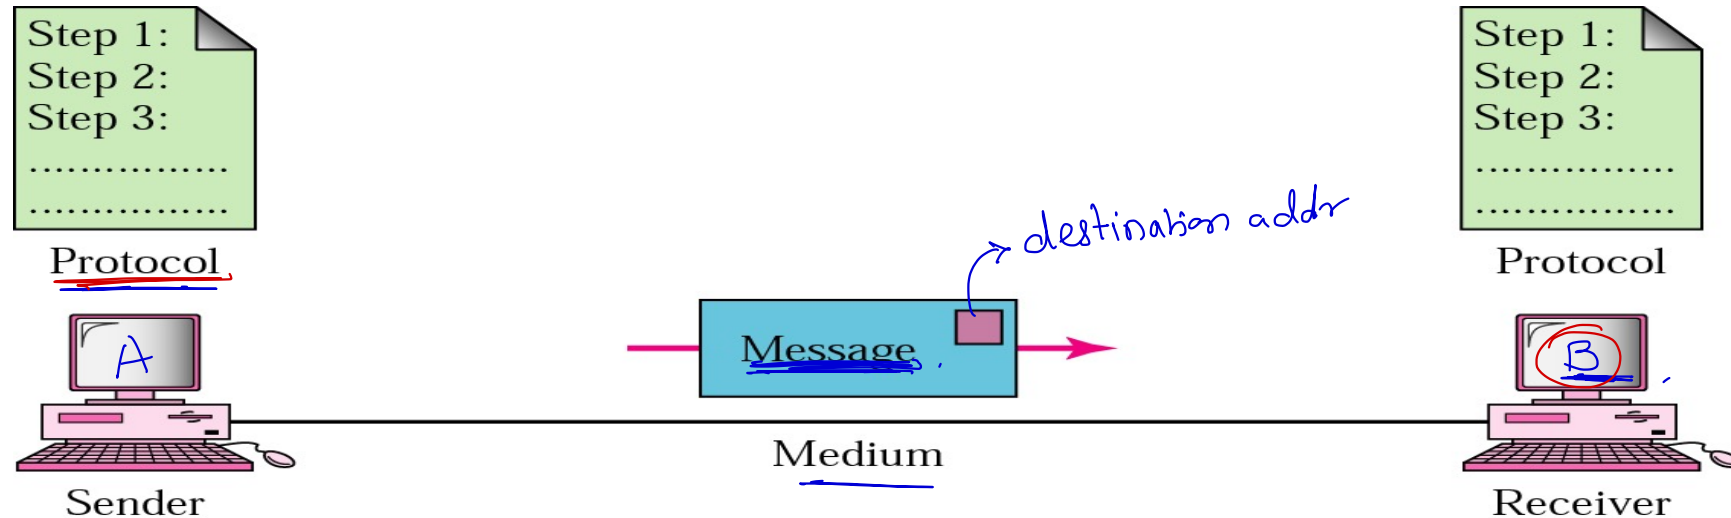 Step 1:
Step 2:
Step 3:
.................
.................
Protocol
A
Sender
destination addr
Message
Medium
Step 1:
Step 2:
Step 3:
.................
.................
Protocol
B
Receiver